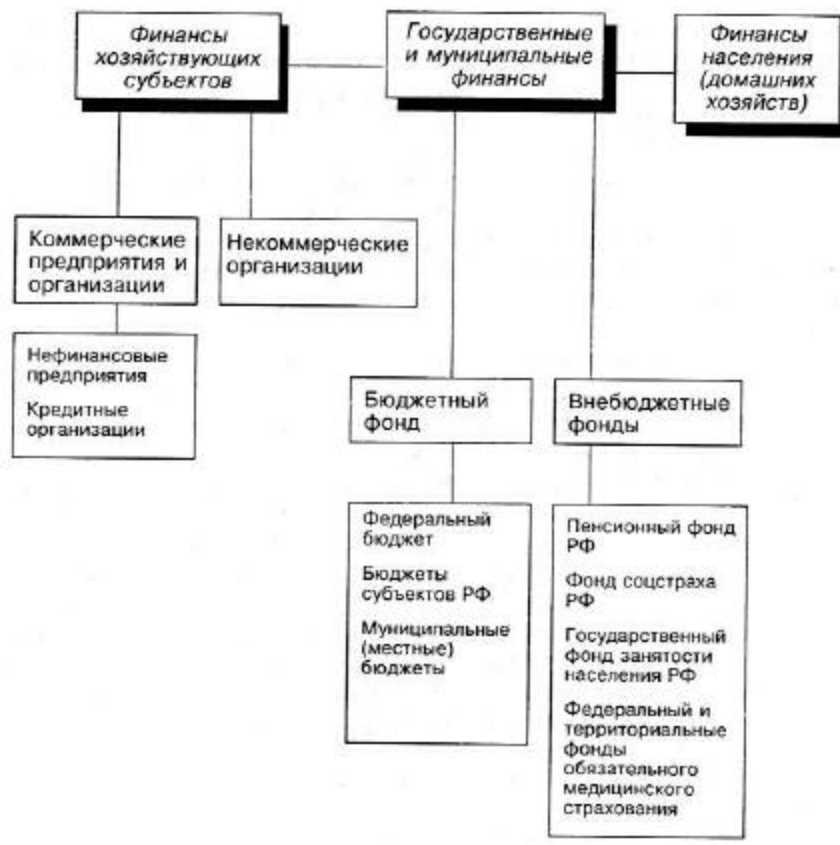 Финансы
хозяйствующих
субъектов
Государственные
и муниципальные
финансы
Финансы
населения
(домашних
хозяйств)
Коммерческие
предприятия и
организации
Некоммерческие
организации
Нефинансовые
предприятия
Кредитные
организации
Бюджетный
фонд
Внебюджетные
фонды
Федеральный
бюджет
Бюджеты
субъектов РФ
Муниципальные
(местные)
бюджеты
Пенсионный фонд
РФ
Фонд соцстраха
РФ
Государственный
фонд занятости
населения РФ
Федеральный и
территориальные
фонды
обязательного
медицинского
страхования